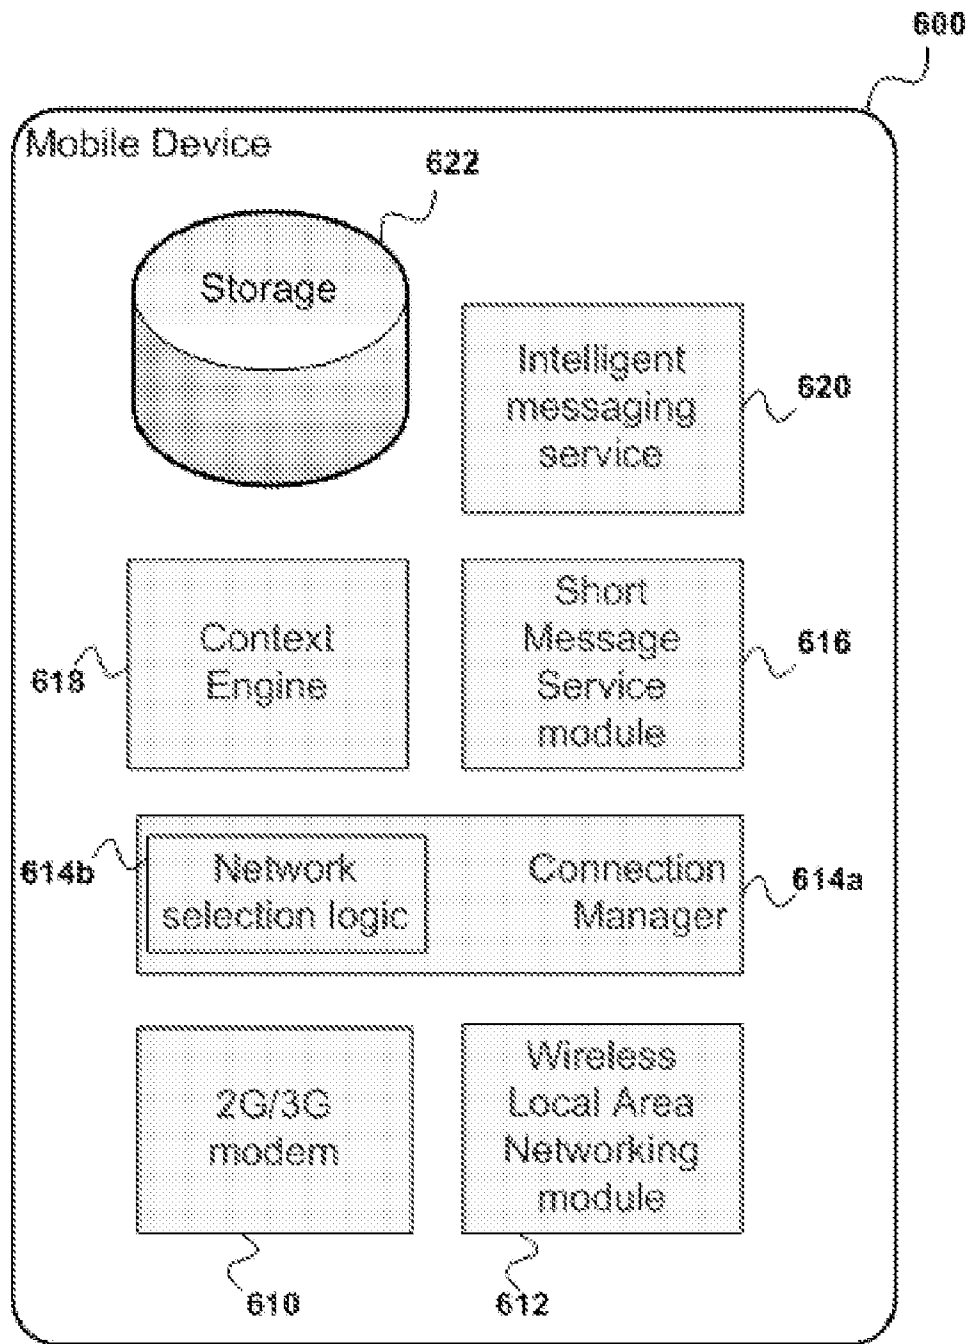 600
Mobile Device
622
Storage
Intelligent
messaging
service
620
Context
Engine
618
Short
Message
Service
module
616
614b
Network
selection logic
Connection
Manager
614a
2G/3G
modem
Wireless
Local Area
Networking
module
610
612